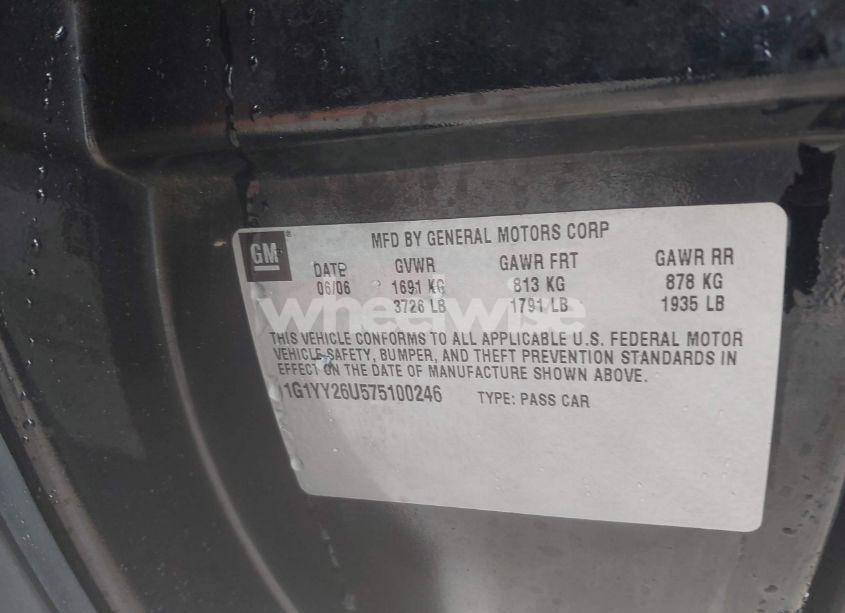 GM
MFD BY GENERAL MOTORS CORP
DATE GVWR GAWR FRT GAWR RR
06/06 1691 KG 813 KG 878 KG
3726 LB 1791 LB 1935 LB
wheelwise
THIS VEHICLE CONFORMS TO ALL APPLICABLE U.S. FEDERAL MOTOR
VEHICLE SAFETY, BUMPER, AND THEFT PREVENTION STANDARDS IN
EFFECT ON THE DATE OF MANUFACTURE SHOWN ABOVE.
1G1YY26U575100246 TYPE: PASS CAR